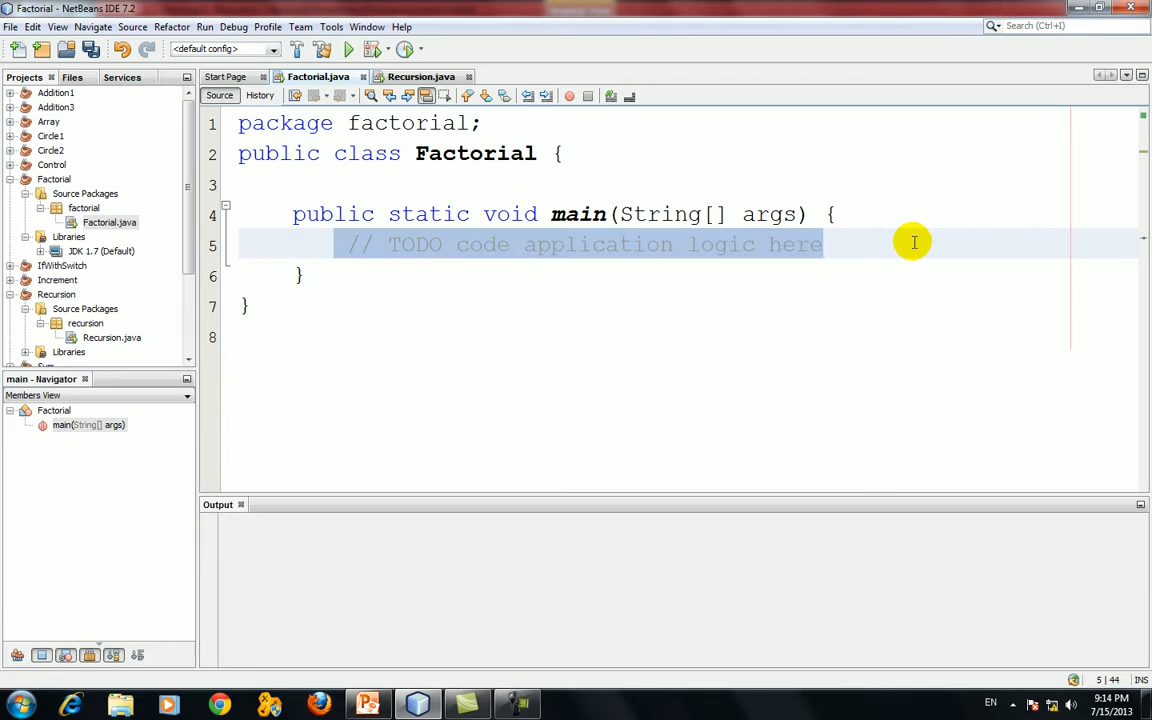 Factorial - NetBeans IDE 7.2
File Edit View Navigate Source Refactor Run Debug Profile Team Tools Window Help
Search (Ctrl+I)
<default config>
Projects Files Services
Start Page Factorial.java Recursion.java
Source History
Addition1
Addition3
Array
Circle1
Circle2
Control
Factorial
Source Packages
factorial
Factorial.java
Libraries
JDK 1.7 (Default)
IfWithSwitch
Increment
Recursion
Source Packages
recursion
Recursion.java
Libraries
1 package factorial;
2 public class Factorial {
3
4 public static void main(String[] args) {
5 // TODO code application logic here
6 }
7 }
8
main - Navigator
Members View
Factorial
main(String[] args)
Output
5 | 44 INS
EN
9:14 PM
7/15/2013